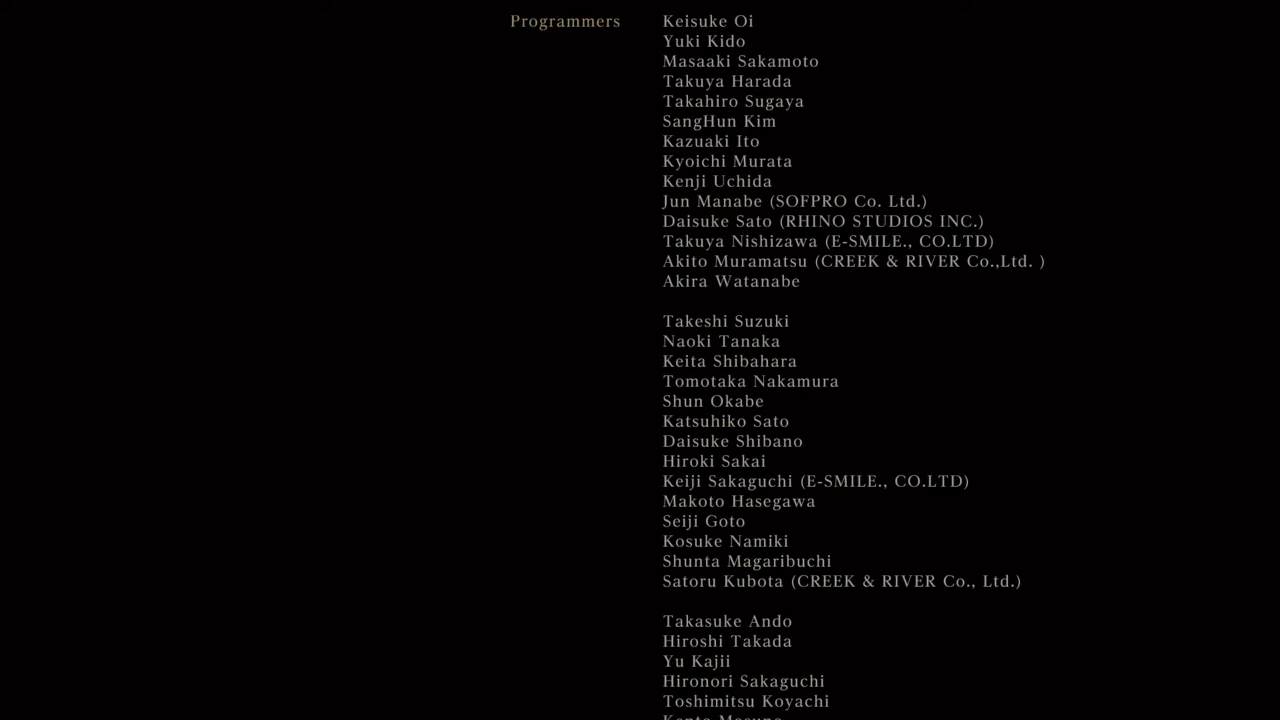 Programmers Keisuke Oi
Yuki Kido
Masaaki Sakamoto
Takuya Harada
Takahiro Sugaya
SangHun Kim
Kazuaki Ito
Kyoichi Murata
Kenji Uchida
Jun Manabe (SOFPRO Co. Ltd.)
Daisuke Sato (RHINO STUDIOS INC.)
Takuya Nishizawa (E-SMILE., CO.LTD)
Akito Muramatsu (CREEK & RIVER Co.,Ltd. )
Akira Watanabe
Takeshi Suzuki
Naoki Tanaka
Keita Shibahara
Tomotaka Nakamura
Shun Okabe
Katsuhiko Sato
Daisuke Shibano
Hiroki Sakai
Keiji Sakaguchi (E-SMILE., CO.LTD)
Makoto Hasegawa
Seiji Goto
Kosuke Namiki
Shunta Magaribuchi
Satoru Kubota (CREEK & RIVER Co., Ltd.)
Takasuke Ando
Hiroshi Takada
Yu Kajii
Hironori Sakaguchi
Toshimitsu Koyachi